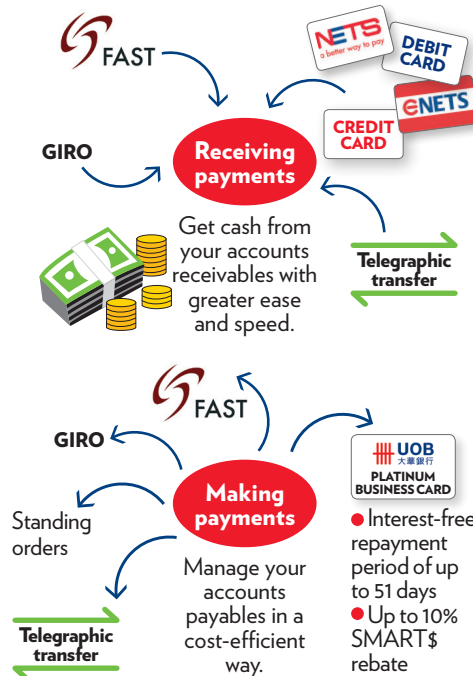 FAST
NETS
a better way to pay
DEBIT
CARD
eNETS
CREDIT
CARD
GIRO
Receiving
payments
Get cash from
your accounts
receivables with
greater ease
and speed.
Telegraphic
transfer
FAST
GIRO
UOB
大華銀行
PLATINUM
BUSINESS CARD
Making
payments
Standing
orders
Manage your
accounts
payables in a
cost-efficient
way.
Telegraphic
transfer
● Interest-free
repayment
period of up
to 51 days
● Up to 10%
SMART$
rebate